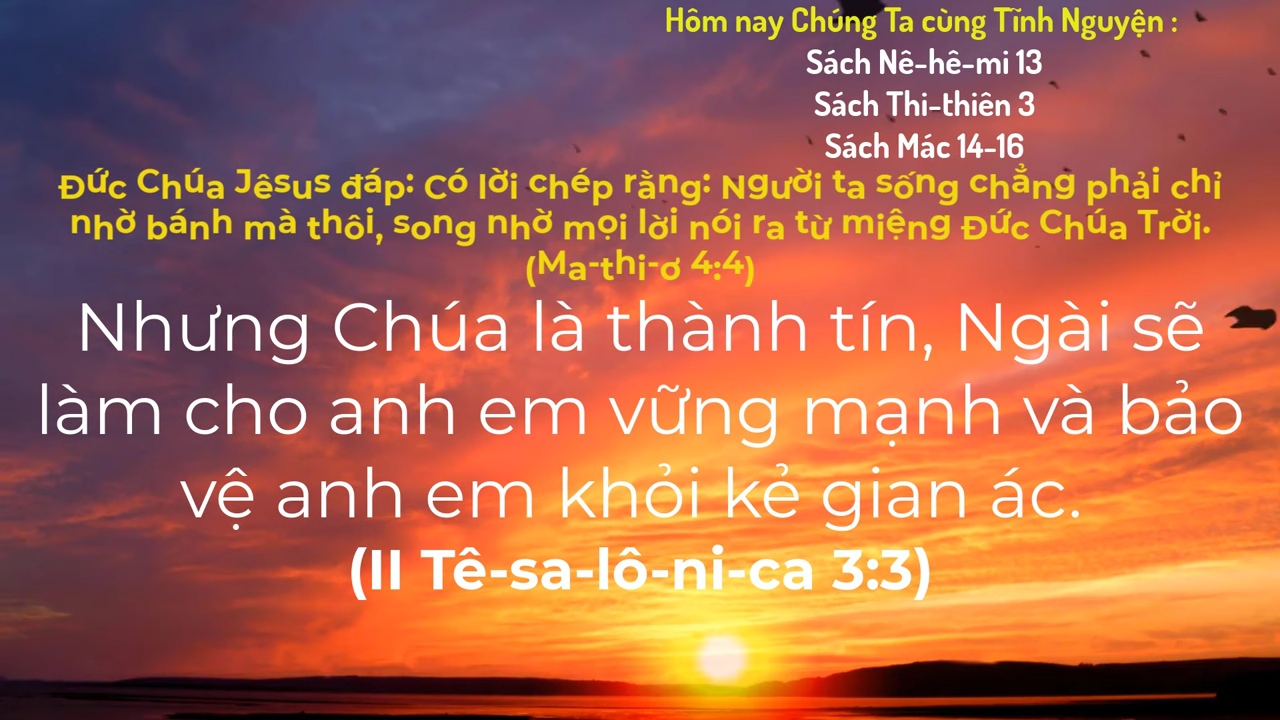 Hôm nay Chúng Ta cùng Tĩnh Nguyện :
Sách Nê-hê-mi 13
Sách Thi-thiên 3
Sách Mác 14-16
Đức Chúa Jêsus đáp: Có lời chép rằng: Người ta sống chẳng phải chỉ
nhờ bánh mà thôi, song nhờ mọi lời nói ra từ miệng Đức Chúa Trời.
(Ma-thi-ơ 4:4)
Nhưng Chúa là thành tín, Ngài sẽ
làm cho anh em vững mạnh và bảo
vệ anh em khỏi kẻ gian ác.
(II Tê-sa-lô-ni-ca 3:3)